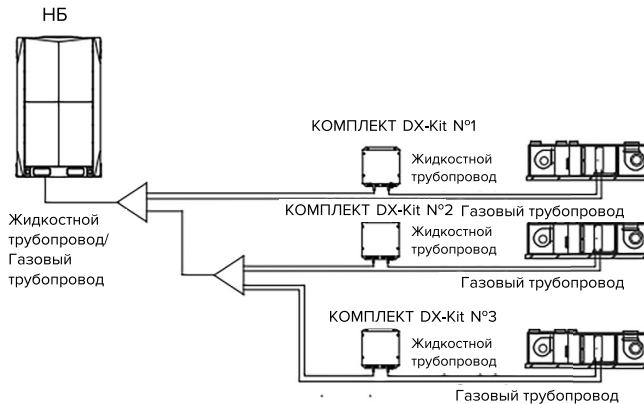 НБ
КОМПЛЕКТ DX-Kit №1
Жидкостной
трубопровод
Газовый трубопровод
Жидкостной
трубопровод/
Газовый
трубопровод
КОМПЛЕКТ DX-Kit №2
Жидкостной
трубопровод
Газовый трубопровод
КОМПЛЕКТ DX-Kit №3
Жидкостной
трубопровод
Газовый трубопровод